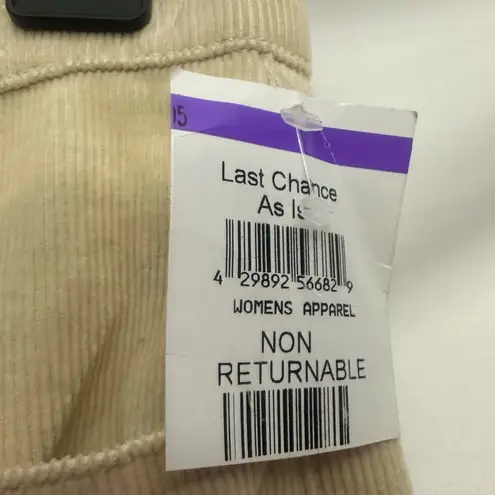 Last Chance
As Is
4 29892 56682 9
WOMENS APPAREL
NON
RETURNABLE